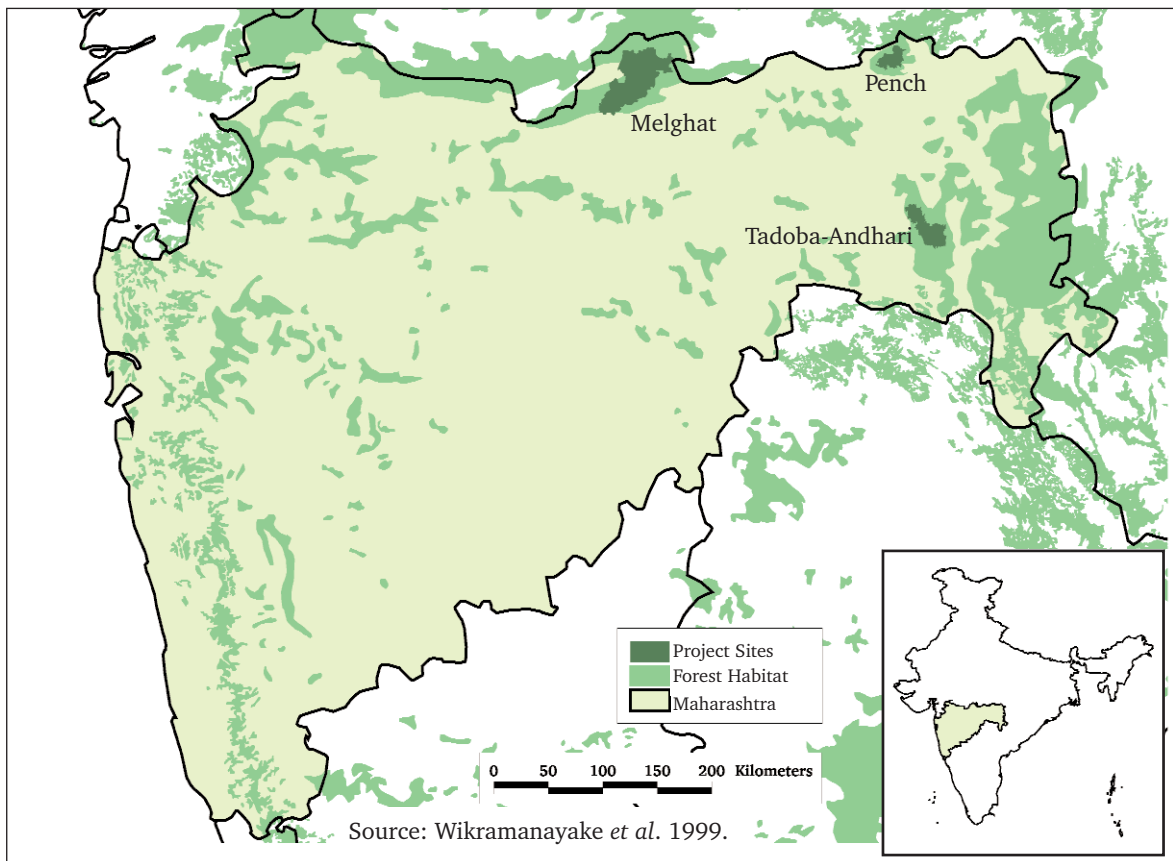 Pench
Melghat
Tadoba-Andhari
Project Sites
Forest Habitat
Maharashtra
0 50 100 150 200 Kilometers
Source: Wikramanayake et al. 1999.